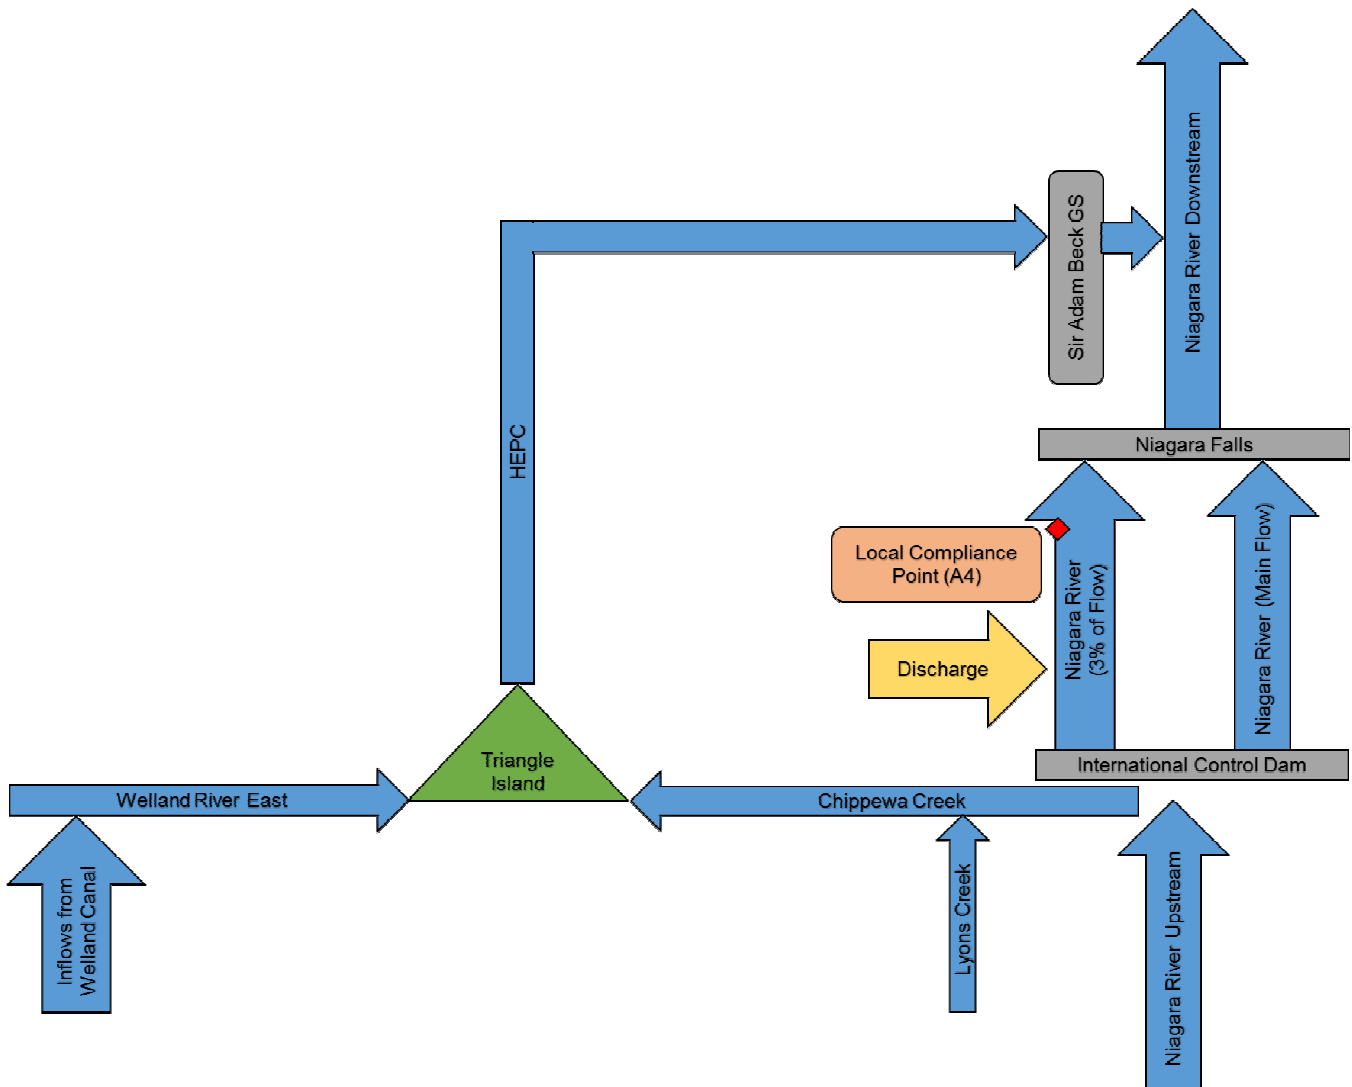 Niagara River Downstream
Sir Adam Beck GS
HEPC
Niagara Falls
Local Compliance
Point (A4)
Niagara River
(3% of Flow)
Niagara River (Main Flow)
Discharge
Triangle
Island
International Control Dam
Welland River East
Chippewa Creek
Inflows from
Welland Canal
Lyons Creek
Niagara River Upstream